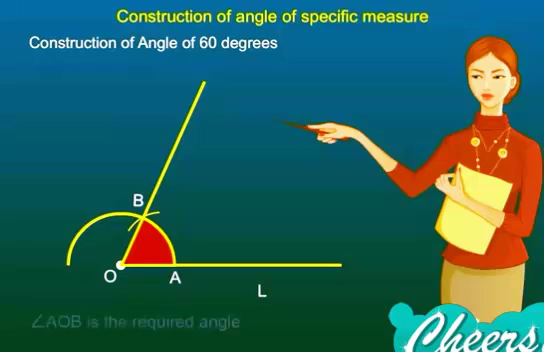 Construction of angle of specific measure
Construction of Angle of 60 degrees
B
O
A
L
∠AOB is the required angle
Cheers